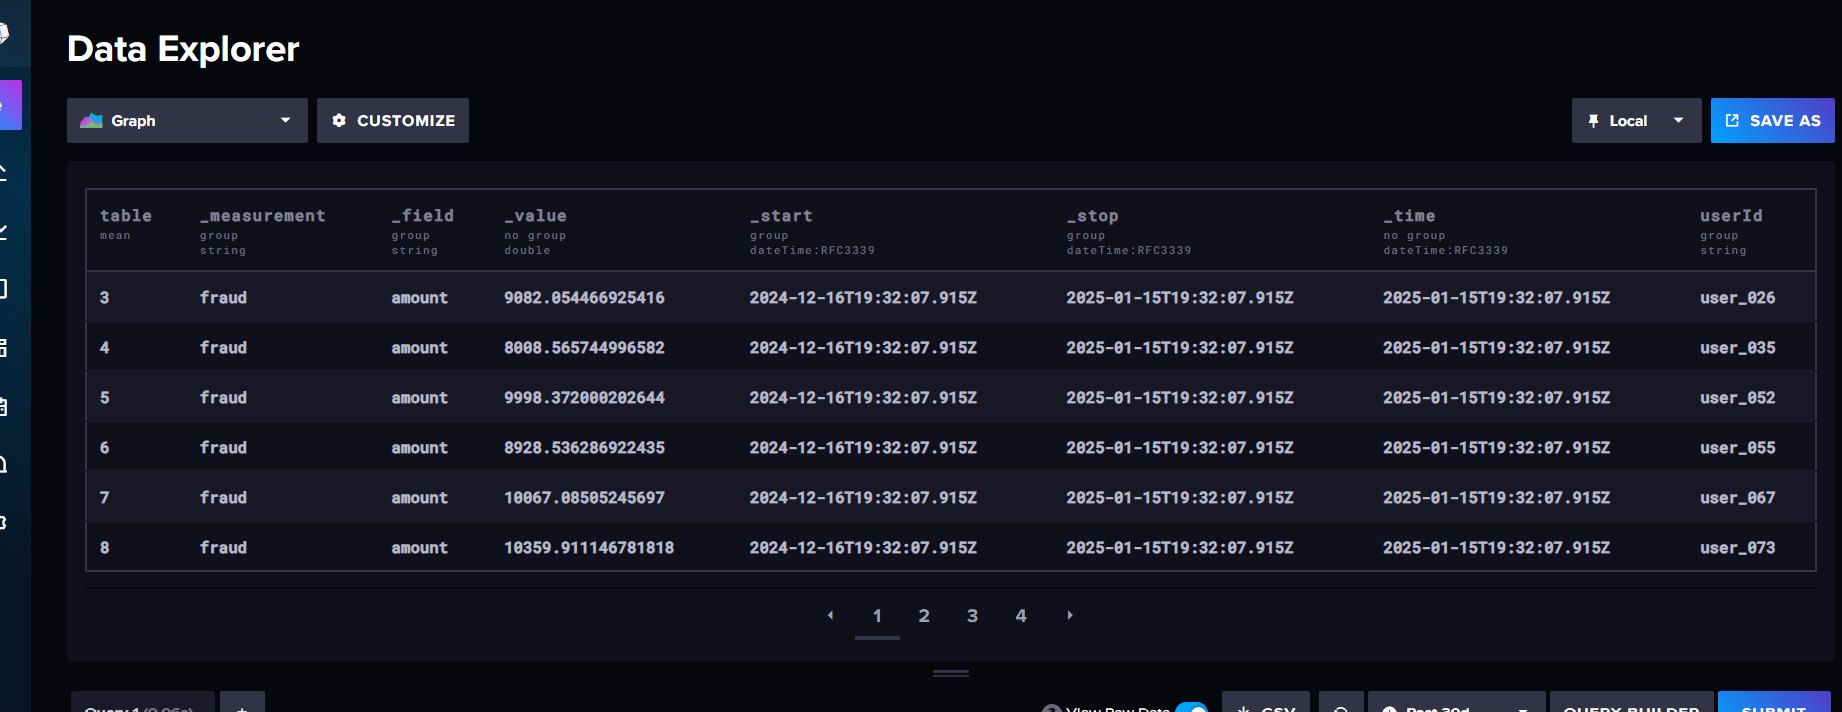 Data Explorer
Graph CUSTOMIZE Local SAVE AS
table _measurement _field _value _start _stop _time userId
mean group group no group group group no group group
string string double dateTime:RFC3339 dateTime:RFC3339 dateTime:RFC3339 string
3 fraud amount 9082.054466925416 2024-12-16T19:32:07.915Z 2025-01-15T19:32:07.915Z 2025-01-15T19:32:07.915Z user_026
4 fraud amount 8008.565744996582 2024-12-16T19:32:07.915Z 2025-01-15T19:32:07.915Z 2025-01-15T19:32:07.915Z user_035
5 fraud amount 9998.372000202644 2024-12-16T19:32:07.915Z 2025-01-15T19:32:07.915Z 2025-01-15T19:32:07.915Z user_052
6 fraud amount 8928.536286922435 2024-12-16T19:32:07.915Z 2025-01-15T19:32:07.915Z 2025-01-15T19:32:07.915Z user_055
7 fraud amount 10067.08505245697 2024-12-16T19:32:07.915Z 2025-01-15T19:32:07.915Z 2025-01-15T19:32:07.915Z user_067
8 fraud amount 10359.911146781818 2024-12-16T19:32:07.915Z 2025-01-15T19:32:07.915Z 2025-01-15T19:32:07.915Z user_073
1 2 3 4
Query 1 + View Raw Data CSV Past 30d QUERY BUILDER SUBMIT